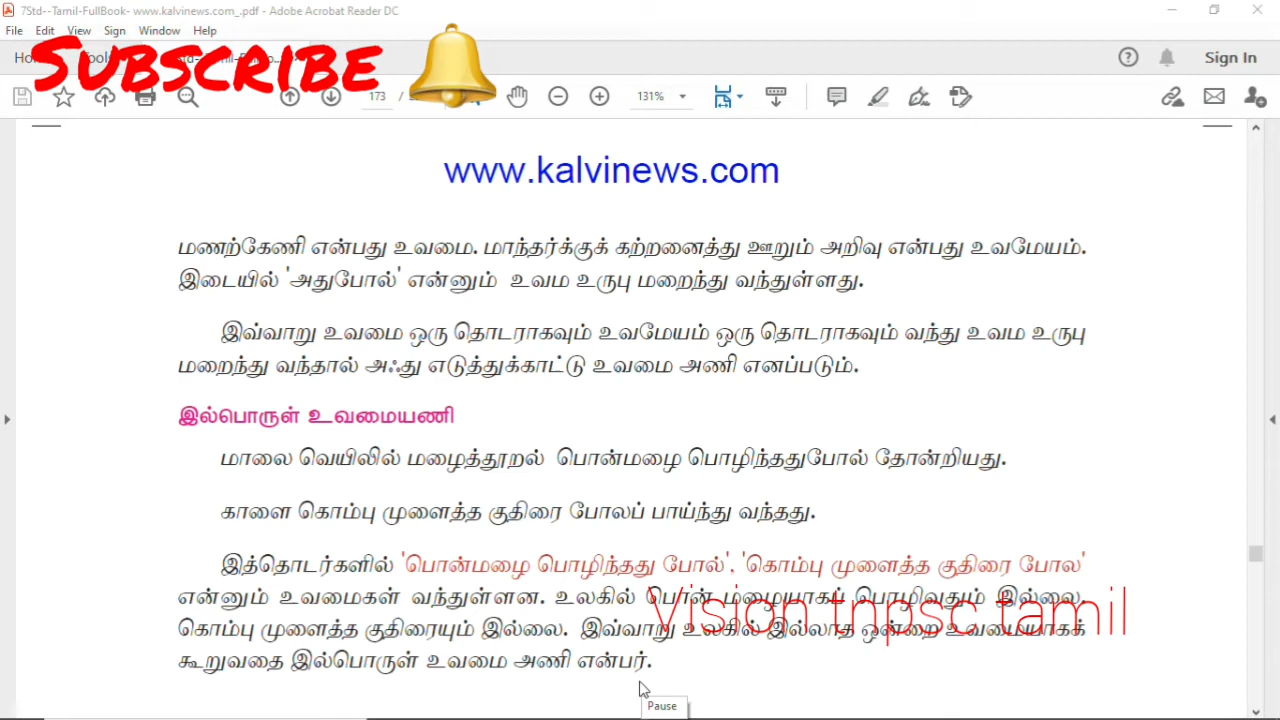 7Std--Tamil-FullBook- www.kalvinews.com_.pdf - Adobe Acrobat Reader DC
File Edit View Sign Window Help
SUBSCRIBE
Sign In
173 /
131%
www.kalvinews.com
மணற்கேணி என்பது உவமை. மாந்தர்க்குக் கற்றனைத்து ஊறும் அறிவு என்பது உவமேயம்.
இடையில் 'அதுபோல்' என்னும் உவம உருபு மறைந்து வந்துள்ளது.
இவ்வாறு உவமை ஒரு தொடராகவும் உவமேயம் ஒரு தொடராகவும் வந்து உவம உருபு
மறைந்து வந்தால் அஃது எடுத்துக்காட்டு உவமை அணி எனப்படும்.
இல்பொருள் உவமையணி
மாலை வெயிலில் மழைத்தூறல் பொன்மழை பொழிந்ததுபோல் தோன்றியது.
காளை கொம்பு முளைத்த குதிரை போலப் பாய்ந்து வந்தது.
இத்தொடர்களில் 'பொன்மழை பொழிந்தது போல்', 'கொம்பு முளைத்த குதிரை போல'
என்னும் உவமைகள் வந்துள்ளன. உலகில் பொன் மழையாகப் பொழிவதும் இல்லை.
Vision tnpsc tamil
கொம்பு முளைத்த குதிரையும் இல்லை. இவ்வாறு உலகில் இல்லாத ஒன்றை உவமையாகக்
கூறுவதை இல்பொருள் உவமை அணி என்பர்.
Pause